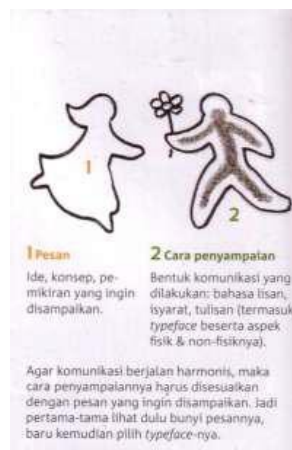 1
2
1 Pesan
Ide, konsep, pe-
mikiran yang ingin
disampaikan.
2 Cara penyampaian
Bentuk komunikasi yang
dilakukan: bahasa lisan,
isyarat, tulisan (termasuk
typeface beserta aspek
fisik & non-fisiknya).
Agar komunikasi berjalan harmonis, maka
cara penyampaiannya harus disesuaikan
dengan pesan yang ingin disampaikan. Jadi
pertama-tama lihat dulu bunyi pesannya,
baru kemudian pilih typeface-nya.